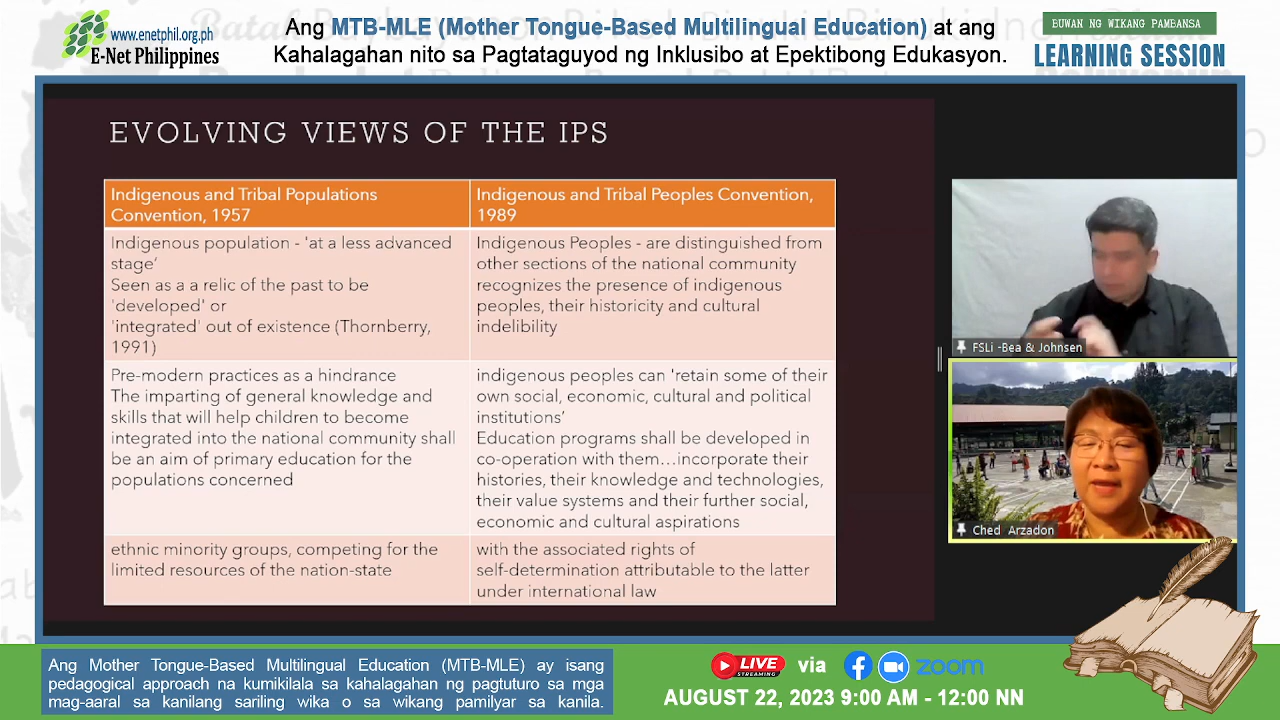 www.enetphil.org.ph
E-Net Philippines
Ang MTB-MLE (Mother Tongue-Based Multilingual Education) at ang
Kahalagahan nito sa Pagtataguyod ng Inklusibo at Epektibong Edukasyon.
BUWAN NG WIKANG PAMBANSA
LEARNING SESSION
EVOLVING VIEWS OF THE IPS
Indigenous and Tribal Populations
Convention, 1957
Indigenous and Tribal Peoples Convention,
1989
Indigenous population - 'at a less advanced
stage'
Seen as a a relic of the past to be
'developed' or
'integrated' out of existence (Thornberry,
1991)
Indigenous Peoples - are distinguished from
other sections of the national community
recognizes the presence of indigenous
peoples, their historicity and cultural
indelibility
Pre-modern practices as a hindrance
The imparting of general knowledge and
skills that will help children to become
integrated into the national community shall
be an aim of primary education for the
populations concerned
indigenous peoples can 'retain some of their
own social, economic, cultural and political
institutions'
Education programs shall be developed in
co-operation with them…incorporate their
histories, their knowledge and technologies,
their value systems and their further social,
economic and cultural aspirations
ethnic minority groups, competing for the
limited resources of the nation-state
with the associated rights of
self-determination attributable to the latter
under international law
FSLi -Bea & Johnsen
Ched Arzadon
Ang Mother Tongue-Based Multilingual Education (MTB-MLE) ay isang
pedagogical approach na kumikilala sa kahalagahan ng pagtuturo sa mga
mag-aaral sa kanilang sariling wika o sa wikang pamilyar sa kanila.
LIVE
STREAMING
via
zoom
AUGUST 22, 2023 9:00 AM - 12:00 NN